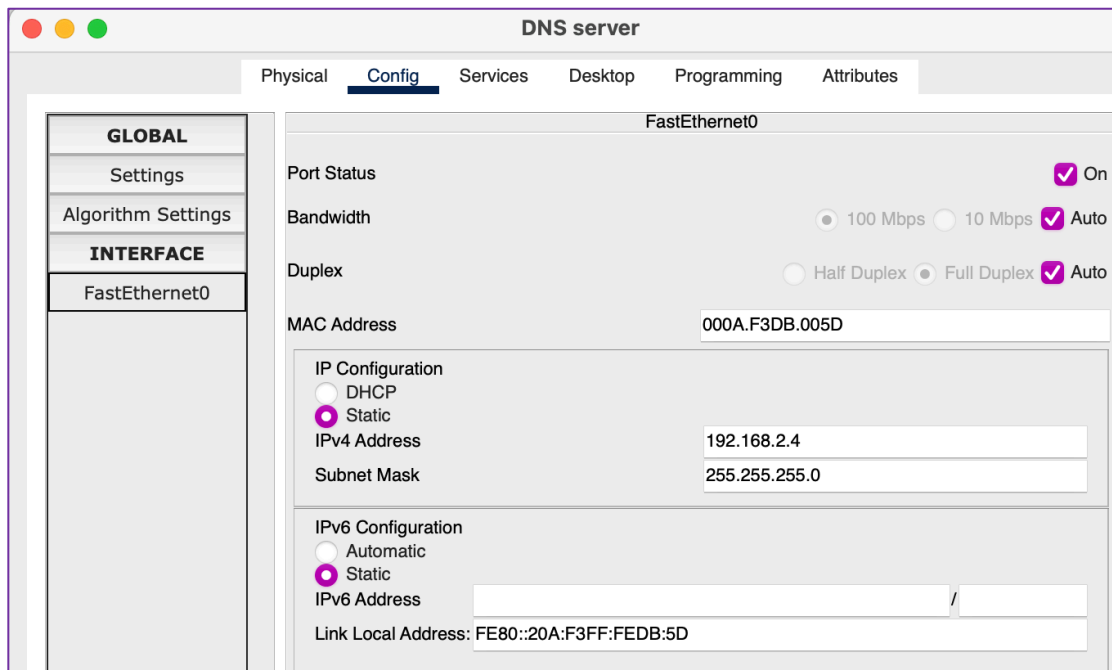 DNS server
Physical Config Services Desktop Programming Attributes
GLOBAL
Settings
Algorithm Settings
INTERFACE
FastEthernet0
FastEthernet0
Port Status On
Bandwidth 100 Mbps 10 Mbps Auto
Duplex Half Duplex Full Duplex Auto
MAC Address 000A.F3DB.005D
IP Configuration
DHCP
Static
IPv4 Address 192.168.2.4
Subnet Mask 255.255.255.0
IPv6 Configuration
Automatic
Static
IPv6 Address /
Link Local Address: FE80::20A:F3FF:FEDB:5D